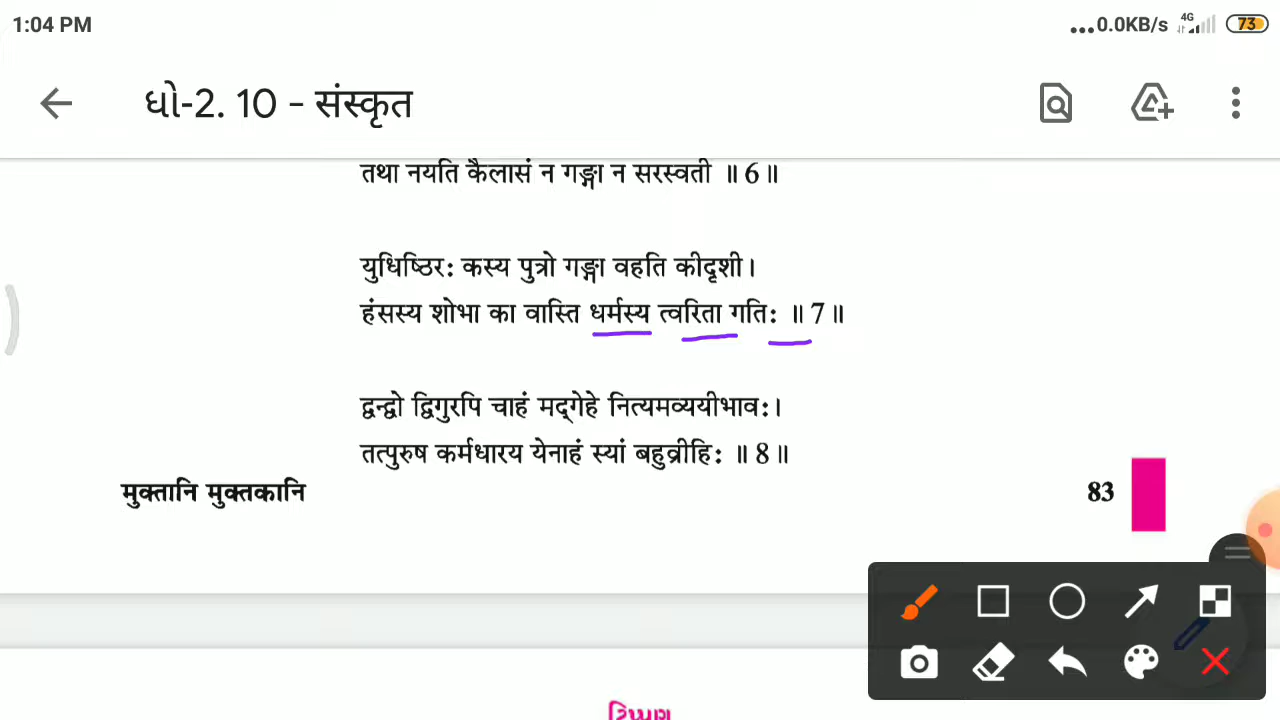 1:04 PM
...0.0KB/s 4G 73
ધો-2. 10 - संस्कृत
तथा नयति कैलासं न गङ्गा न सरस्वती ॥ 6 ॥
युधिष्ठिर: कस्य पुत्रो गङ्गा वहति कीदृशी।
हंसस्य शोभा का वास्ति धर्मस्य त्वरिता गति: ॥ 7 ॥
द्वन्द्वो द्विगुरपि चाहं मद्गेहे नित्यमव्ययीभाव:।
तत्पुरुष कर्मधारय येनाहं स्यां बहुव्रीहि: ॥ 8 ॥
मुक्तानि मुक्तकानि 83